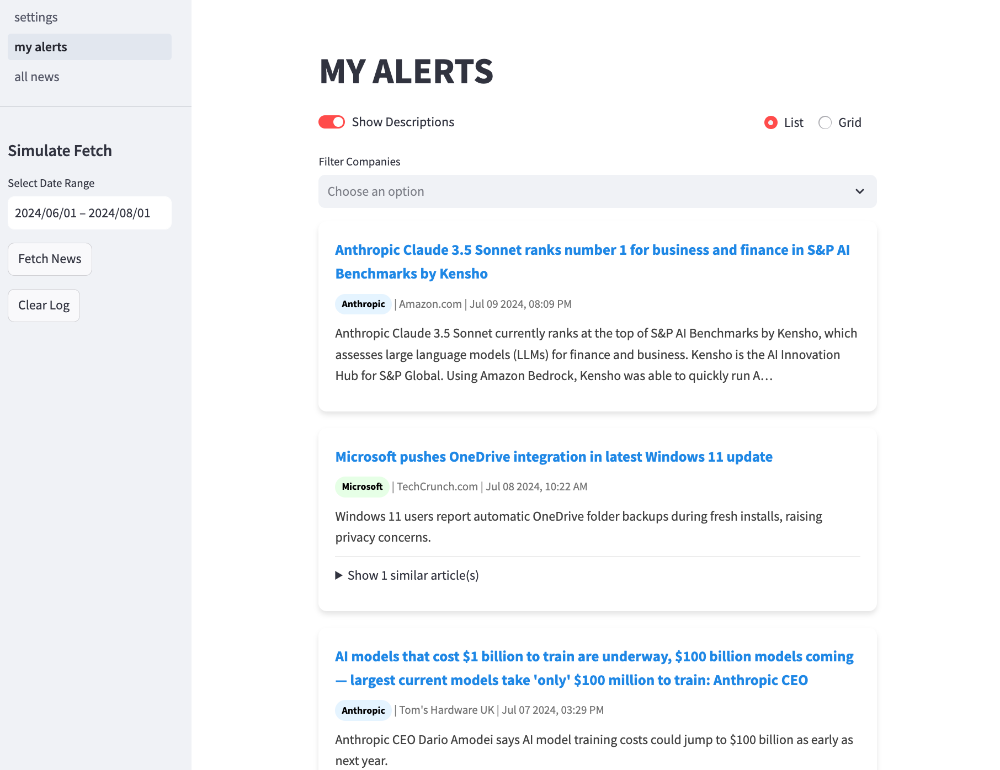 settings
my alerts
all news
Simulate Fetch
Select Date Range
2024/06/01 – 2024/08/01
Fetch News
Clear Log
MY ALERTS
Show Descriptions
List
Grid
Filter Companies
Choose an option
Anthropic Claude 3.5 Sonnet ranks number 1 for business and finance in S&P AI
Benchmarks by Kensho
Anthropic | Amazon.com | Jul 09 2024, 08:09 PM
Anthropic Claude 3.5 Sonnet currently ranks at the top of S&P AI Benchmarks by Kensho, which
assesses large language models (LLMs) for finance and business. Kensho is the AI Innovation
Hub for S&P Global. Using Amazon Bedrock, Kensho was able to quickly run A…
Microsoft pushes OneDrive integration in latest Windows 11 update
Microsoft | TechCrunch.com | Jul 08 2024, 10:22 AM
Windows 11 users report automatic OneDrive folder backups during fresh installs, raising
privacy concerns.
Show 1 similar article(s)
AI models that cost $1 billion to train are underway, $100 billion models coming
— largest current models take 'only' $100 million to train: Anthropic CEO
Anthropic | Tom's Hardware UK | Jul 07 2024, 03:29 PM
Anthropic CEO Dario Amodei says AI model training costs could jump to $100 billion as early as
next year.